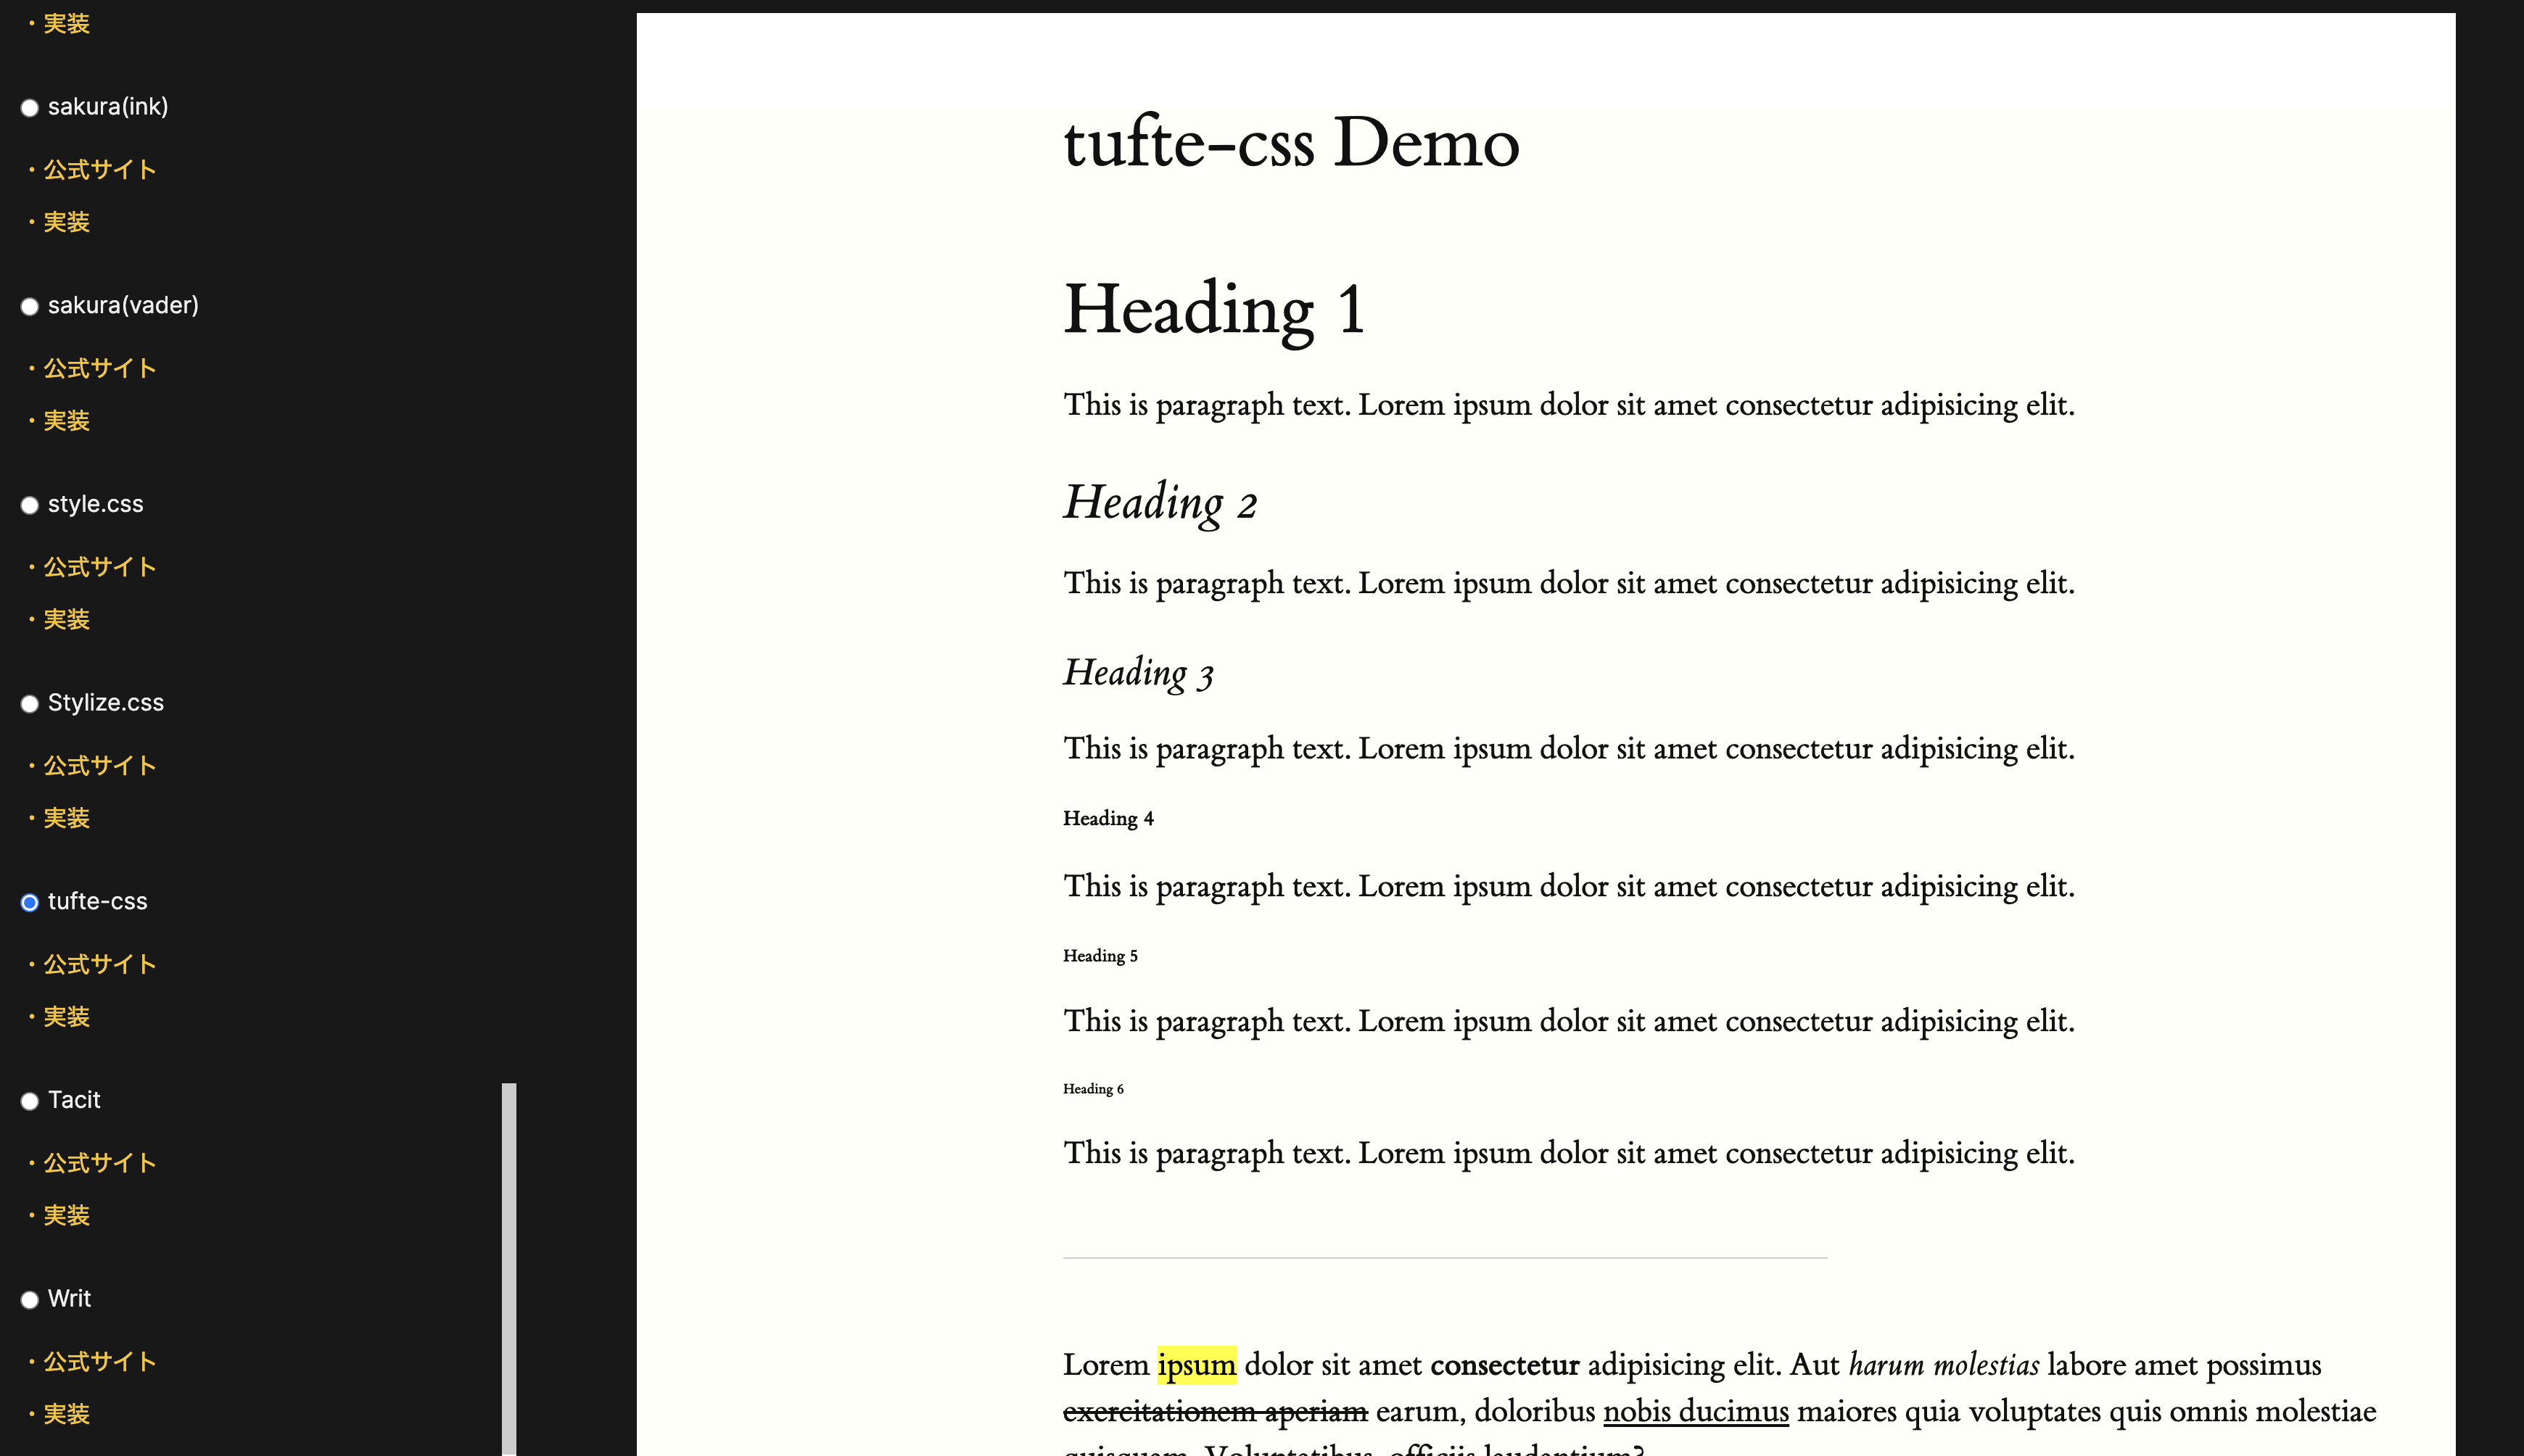 ・実装
sakura(ink)
・公式サイト
・実装
sakura(vader)
・公式サイト
・実装
style.css
・公式サイト
・実装
Stylize.css
・公式サイト
・実装
tufte-css
・公式サイト
・実装
Tacit
・公式サイト
・実装
Writ
・公式サイト
・実装
tufte-css Demo
Heading 1
This is paragraph text. Lorem ipsum dolor sit amet consectetur adipisicing elit.
Heading 2
This is paragraph text. Lorem ipsum dolor sit amet consectetur adipisicing elit.
Heading 3
This is paragraph text. Lorem ipsum dolor sit amet consectetur adipisicing elit.
Heading 4
This is paragraph text. Lorem ipsum dolor sit amet consectetur adipisicing elit.
Heading 5
This is paragraph text. Lorem ipsum dolor sit amet consectetur adipisicing elit.
Heading 6
This is paragraph text. Lorem ipsum dolor sit amet consectetur adipisicing elit.
Lorem ipsum dolor sit amet consectetur adipisicing elit. Aut harum molestias labore amet possimus
exercitationem aperiam earum, doloribus nobis ducimus maiores quia voluptates quis omnis molestiae
quisquam. Voluptatibus, officiis laudantium?